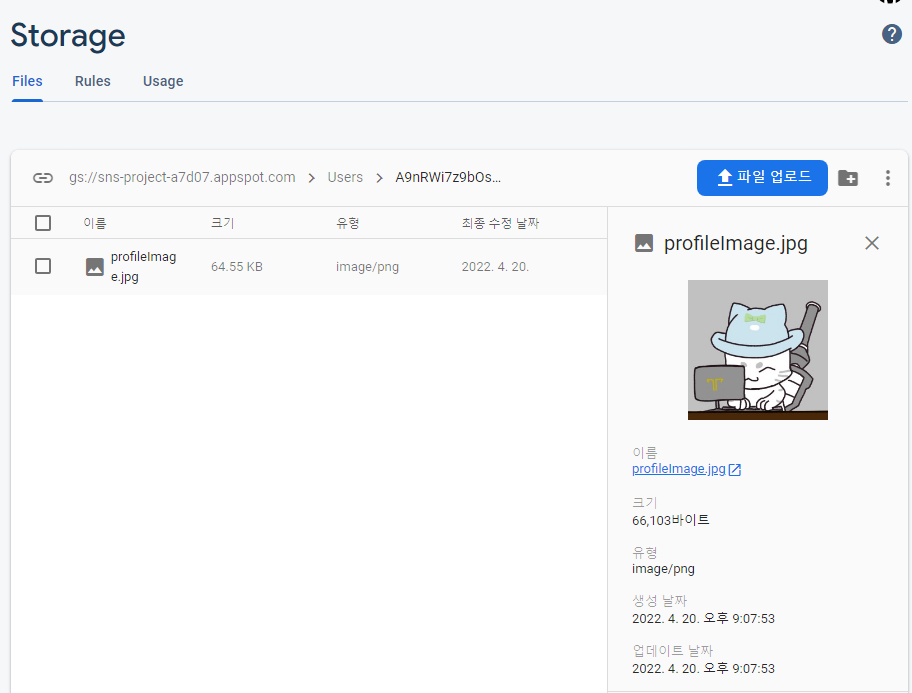 Storage
Files Rules Usage
gs://sns-project-a7d07.appspot.com > Users > A9nRWi7z9bOs...
파일 업로드
이름 크기 유형 최종 수정 날짜
profileImag
e.jpg
64.55 KB image/png 2022. 4. 20.
profileImage.jpg
이름
profileImage.jpg
크기
66,103바이트
유형
image/png
생성 날짜
2022. 4. 20. 오후 9:07:53
업데이트 날짜
2022. 4. 20. 오후 9:07:53